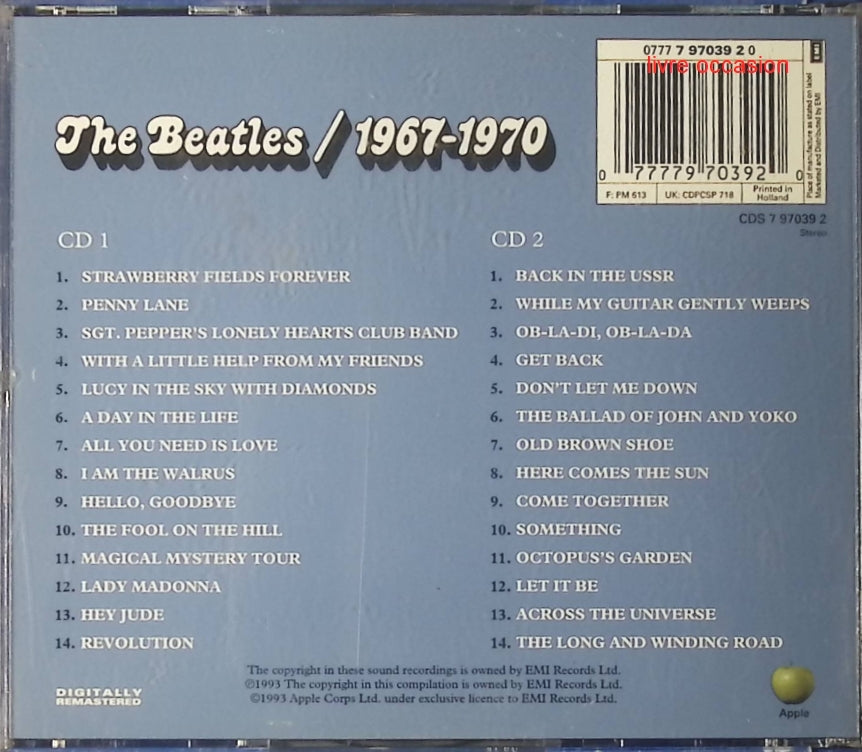 0777 7 97039 2 0
livre occasion
EMI
Place of manufacture as stated on label
Marketed and Distributed by EMI
0 77779 70392 0
F: PM 613
UK: CDPCSP 718
Printed in
Holland
The Beatles / 1967-1970
CDS 7 97039 2
Stereo
CD 1
1. STRAWBERRY FIELDS FOREVER
2. PENNY LANE
3. SGT. PEPPER'S LONELY HEARTS CLUB BAND
4. WITH A LITTLE HELP FROM MY FRIENDS
5. LUCY IN THE SKY WITH DIAMONDS
6. A DAY IN THE LIFE
7. ALL YOU NEED IS LOVE
8. I AM THE WALRUS
9. HELLO, GOODBYE
10. THE FOOL ON THE HILL
11. MAGICAL MYSTERY TOUR
12. LADY MADONNA
13. HEY JUDE
14. REVOLUTION
CD 2
1. BACK IN THE USSR
2. WHILE MY GUITAR GENTLY WEEPS
3. OB-LA-DI, OB-LA-DA
4. GET BACK
5. DON'T LET ME DOWN
6. THE BALLAD OF JOHN AND YOKO
7. OLD BROWN SHOE
8. HERE COMES THE SUN
9. COME TOGETHER
10. SOMETHING
11. OCTOPUS'S GARDEN
12. LET IT BE
13. ACROSS THE UNIVERSE
14. THE LONG AND WINDING ROAD
DIGITALLY
REMASTERED
The copyright in these sound recordings is owned by EMI Records Ltd.
℗1993 The copyright in this compilation is owned by EMI Records Ltd.
©1993 Apple Corps Ltd. under exclusive licence to EMI Records Ltd.
Apple